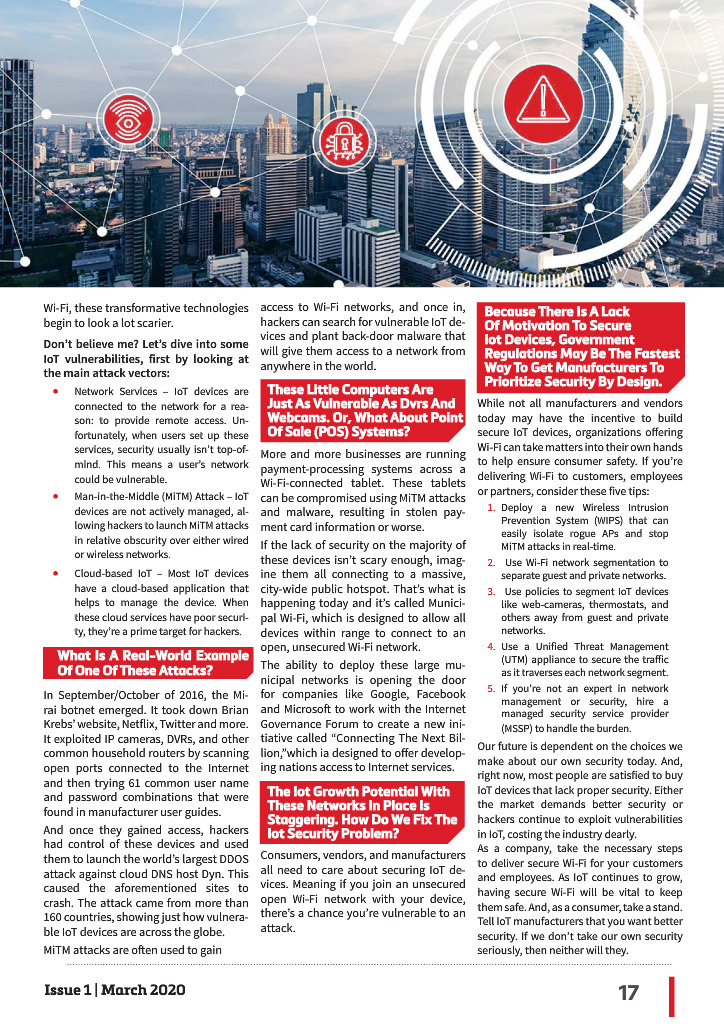 Wi-Fi, these transformative technologies
begin to look a lot scarier.
Don't believe me? Let's dive into some
IoT vulnerabilities, first by looking at
the main attack vectors:
• Network Services – IoT devices are
connected to the network for a rea-
son: to provide remote access. Un-
fortunately, when users set up these
services, security usually isn't top-of-
mind. This means a user's network
could be vulnerable.
• Man-in-the-Middle (MiTM) Attack – IoT
devices are not actively managed, al-
lowing hackers to launch MiTM attacks
in relative obscurity over either wired
or wireless networks.
• Cloud-based IoT – Most IoT devices
have a cloud-based application that
helps to manage the device. When
these cloud services have poor securi-
ty, they're a prime target for hackers.
What Is A Real-World Example
Of One Of These Attacks?
In September/October of 2016, the Mi-
rai botnet emerged. It took down Brian
Krebs' website, Netflix, Twitter and more.
It exploited IP cameras, DVRs, and other
common household routers by scanning
open ports connected to the Internet
and then trying 61 common user name
and password combinations that were
found in manufacturer user guides.
And once they gained access, hackers
had control of these devices and used
them to launch the world's largest DDOS
attack against cloud DNS host Dyn. This
caused the aforementioned sites to
crash. The attack came from more than
160 countries, showing just how vulnera-
ble IoT devices are across the globe.
MiTM attacks are often used to gain
access to Wi-Fi networks, and once in,
hackers can search for vulnerable IoT de-
vices and plant back-door malware that
will give them access to a network from
anywhere in the world.
These Little Computers Are
Just As Vulnerable As Dvrs And
Webcams. Or, What About Point
Of Sale (POS) Systems?
More and more businesses are running
payment-processing systems across a
Wi-Fi-connected tablet. These tablets
can be compromised using MiTM attacks
and malware, resulting in stolen pay-
ment card information or worse.
If the lack of security on the majority of
these devices isn't scary enough, imag-
ine them all connecting to a massive,
city-wide public hotspot. That's what is
happening today and it's called Munici-
pal Wi-Fi, which is designed to allow all
devices within range to connect to an
open, unsecured Wi-Fi network.
The ability to deploy these large mu-
nicipal networks is opening the door
for companies like Google, Facebook
and Microsoft to work with the Internet
Governance Forum to create a new ini-
tiative called "Connecting The Next Bil-
lion,"which ia designed to offer develop-
ing nations access to Internet services.
The Iot Growth Potential With
These Networks In Place Is
Staggering. How Do We Fix The
Iot Security Problem?
Consumers, vendors, and manufacturers
all need to care about securing IoT de-
vices. Meaning if you join an unsecured
open Wi-Fi network with your device,
there's a chance you're vulnerable to an
attack.
Because There Is A Lack
Of Motivation To Secure
Iot Devices, Government
Regulations May Be The Fastest
Way To Get Manufacturers To
Prioritize Security By Design.
While not all manufacturers and vendors
today may have the incentive to build
secure IoT devices, organizations offering
Wi-Fi can take matters into their own hands
to help ensure consumer safety. If you're
delivering Wi-Fi to customers, employees
or partners, consider these five tips:
1. Deploy a new Wireless Intrusion
Prevention System (WIPS) that can
easily isolate rogue APs and stop
MiTM attacks in real-time.
2. Use Wi-Fi network segmentation to
separate guest and private networks.
3. Use policies to segment IoT devices
like web-cameras, thermostats, and
others away from guest and private
networks.
4. Use a Unified Threat Management
(UTM) appliance to secure the traffic
as it traverses each network segment.
5. If you're not an expert in network
management or security, hire a
managed security service provider
(MSSP) to handle the burden.
Our future is dependent on the choices we
make about our own security today. And,
right now, most people are satisfied to buy
IoT devices that lack proper security. Either
the market demands better security or
hackers continue to exploit vulnerabilities
in IoT, costing the industry dearly.
As a company, take the necessary steps
to deliver secure Wi-Fi for your customers
and employees. As IoT continues to grow,
having secure Wi-Fi will be vital to keep
them safe. And, as a consumer, take a stand.
Tell IoT manufacturers that you want better
security. If we don't take our own security
seriously, then neither will they.
Issue 1 | March 2020
17